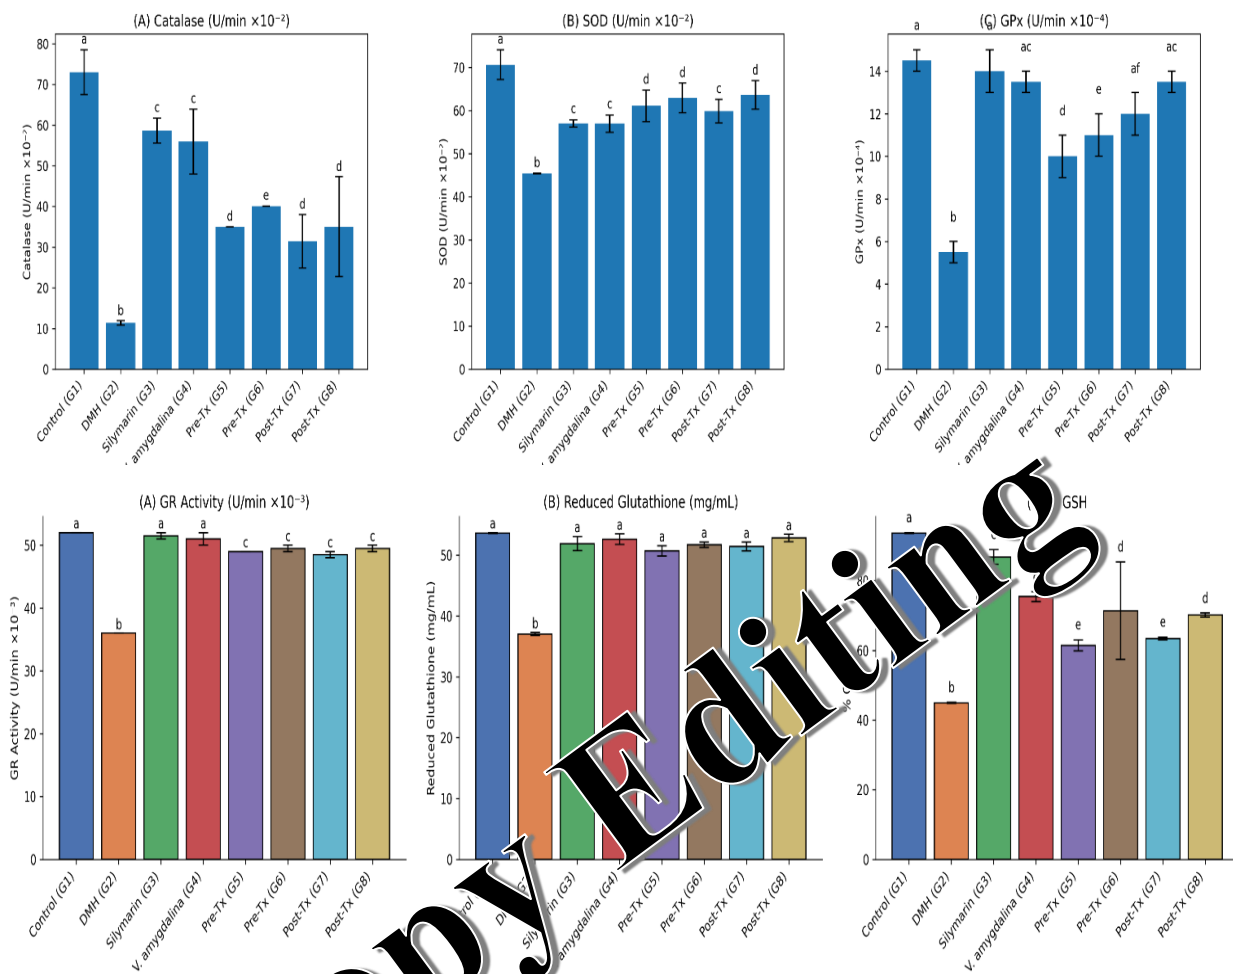 (A) Catalase (U/min ×10⁻²)
Catalase (U/min ×10⁻²)
80
70
60
50
40
30
20
10
0
a
b
c
c
d
e
d
d
Control (G1)
DMH (G2)
Silymarin (G3)
amygdalina (G4)
Pre-Tx (G5)
Pre-Tx (G6)
Post-Tx (G7)
Post-Tx (G8)
(B) SOD (U/min ×10⁻²)
SOD (U/min ×10⁻²)
70
60
50
40
30
20
10
0
a
b
c
c
d
d
c
d
Control (G1)
DMH (G2)
Silymarin (G3)
amygdalina (G4)
Pre-Tx (G5)
Pre-Tx (G6)
Post-Tx (G7)
Post-Tx (G8)
(C) GPx (U/min ×10⁻⁴)
GPx (U/min ×10⁻⁴)
14
12
10
8
6
4
2
0
a
b
a
ac
d
e
af
ac
Control (G1)
DMH (G2)
Silymarin (G3)
amygdalina (G4)
Pre-Tx (G5)
Pre-Tx (G6)
Post-Tx (G7)
Post-Tx (G8)
(A) GR Activity (U/min ×10⁻³)
GR Activity (U/min ×10⁻³)
50
40
30
20
10
0
a
b
a
a
c
c
c
c
Control (G1)
DMH (G2)
Silymarin (G3)
V. amygdalina (G4)
Pre-Tx (G5)
Pre-Tx (G6)
Post-Tx (G7)
Post-Tx (G8)
(B) Reduced Glutathione (mg/mL)
Reduced Glutathione (mg/mL)
50
40
30
20
10
0
a
b
a
a
a
a
a
a
(G3)
amygdalina (G4)
Pre-Tx (G5)
Pre-Tx (G6)
Post-Tx (G7)
Post-Tx (G8)
GSH
%
80
60
40
20
0
a
b
e
d
e
d
Control (G1)
DMH (G2)
Silymarin (G3)
V. amygdalina (G4)
Pre-Tx (G5)
Pre-Tx (G6)
Post-Tx (G7)
Post-Tx (G8)
Editing